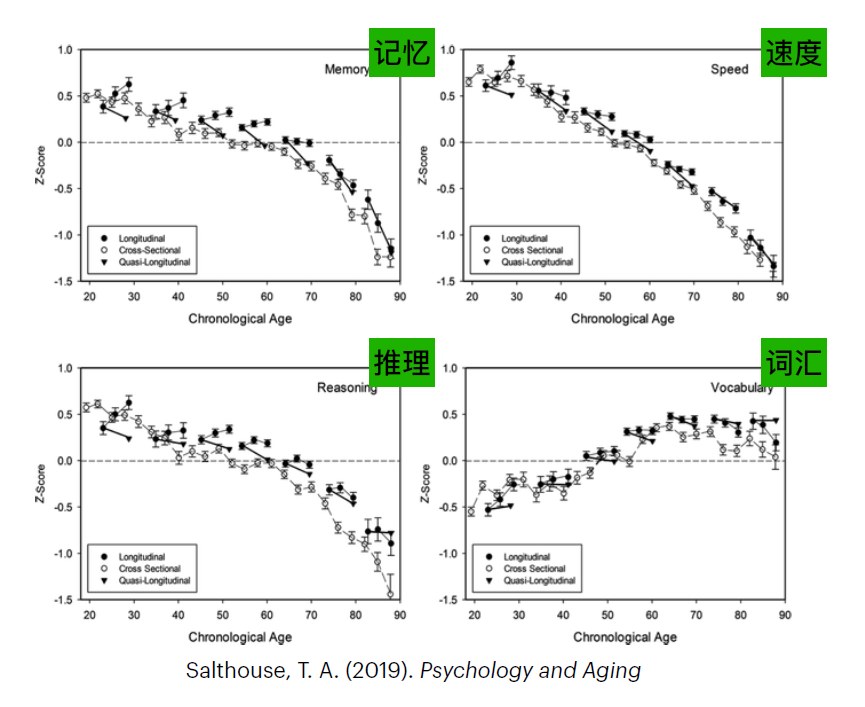 记忆
Memory
1.0
0.5
0.0
-0.5
-1.0
-1.5
Z-Score
Longitudinal
Cross-Sectional
Quasi-Longitudinal
20 30 40 50 60 70 80 90
Chronological Age
速度
Speed
1.0
0.5
0.0
-0.5
-1.0
-1.5
Z-Score
Longitudinal
Cross Sectional
Quasi-Longitudinal
20 30 40 50 60 70 80 90
Chronological Age
推理
Reasoning
1.0
0.5
0.0
-0.5
-1.0
-1.5
Z-Score
Longitudinal
Cross Sectional
Quasi-Longitudinal
20 30 40 50 60 70 80 90
Chronological Age
词汇
Vocabulary
1.0
0.5
0.0
-0.5
-1.0
-1.5
Z-Score
Longitudinal
Cross Sectional
Quasi-Longitudinal
20 30 40 50 60 70 80 90
Chronological Age
Salthouse, T. A. (2019). Psychology and Aging